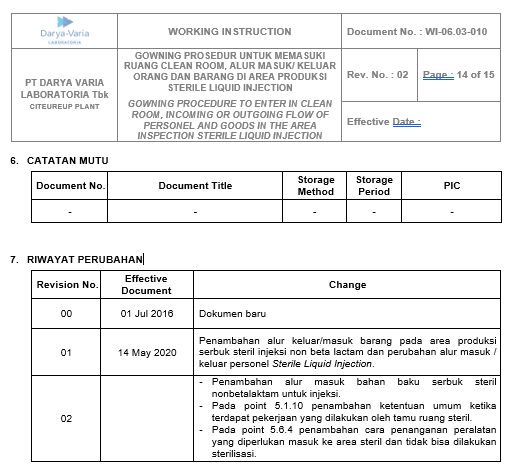 Darya-Varia
LABORATORIA
WORKING INSTRUCTION
Document No. : WI-06.03-010
PT DARYA VARIA
LABORATORIA Tbk
CITEUREUP PLANT
GOWNING PROSEDUR UNTUK MEMASUKI
RUANG CLEAN ROOM, ALUR MASUK/ KELUAR
ORANG DAN BARANG DI AREA PRODUKSI
STERILE LIQUID INJECTION
GOWNING PROCEDURE TO ENTER IN CLEAN
ROOM, INCOMING OR OUTGOING FLOW OF
PERSONEL AND GOODS IN THE AREA
INSPECTION STERILE LIQUID INJECTION
Rev. No. : 02
Page : 14 of 15
Effective Date :
6. CATATAN MUTU
Document No.
Document Title
Storage
Method
Storage
Period
PIC
- - - - -
7. RIWAYAT PERUBAHAN
Revision No.
Effective
Document
Change
00 01 Jul 2016 Dokumen baru
01 14 May 2020
Penambahan alur keluar/masuk barang pada area produksi
serbuk steril injeksi non beta lactam dan perubahan alur masuk /
keluar personel Sterile Liquid Injection.
02
- Penambahan alur masuk bahan baku serbuk steril
nonbetalaktam untuk injeksi.
- Pada point 5.1.10 penambahan ketentuan umum ketika
terdapat pekerjaan yang dilakukan oleh tamu ruang steril.
- Pada point 5.6.4 penambahan cara penanganan peralatan
yang diperlukan masuk ke area steril dan tidak bisa dilakukan
sterilisasi.